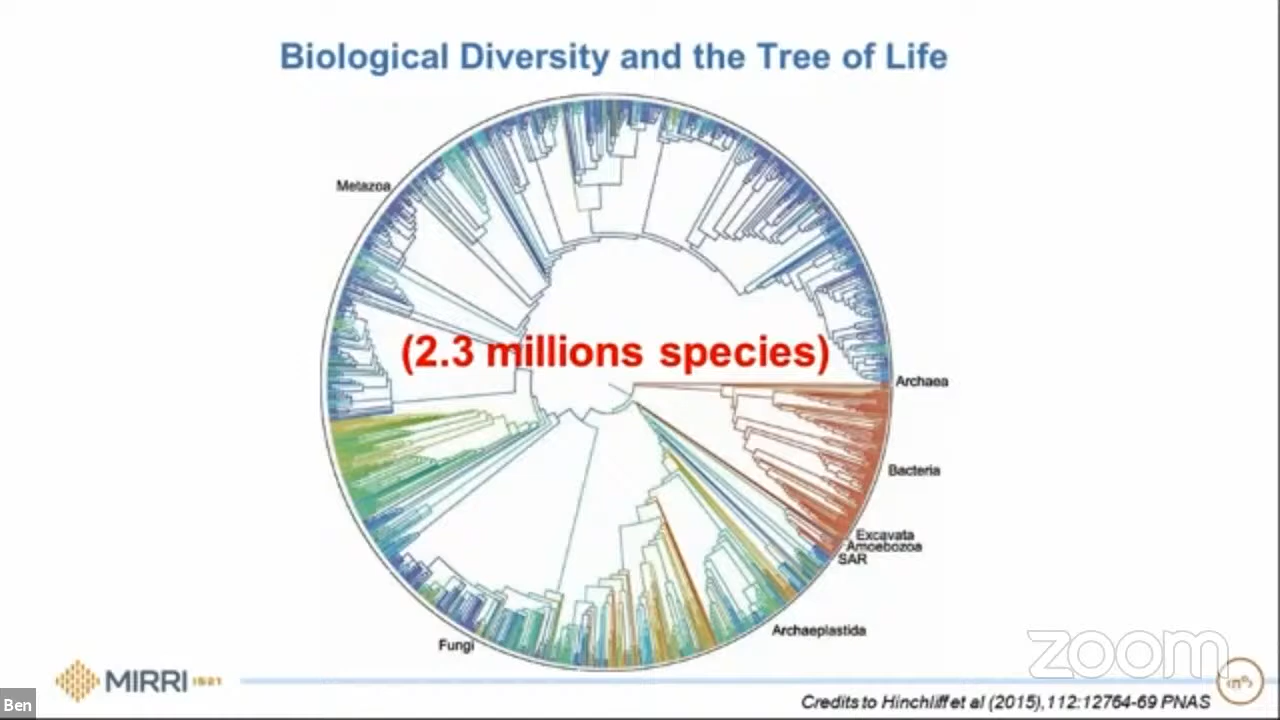 Biological Diversity and the Tree of Life
Metazoa
(2.3 millions species)
Archaea
Bacteria
Excavata
Amoebozoa
SAR
Archaeplastida
Fungi
zoom
MIRRI IS21
Ben
Credits to Hinchliff et al (2015),112:12764-69 PNAS